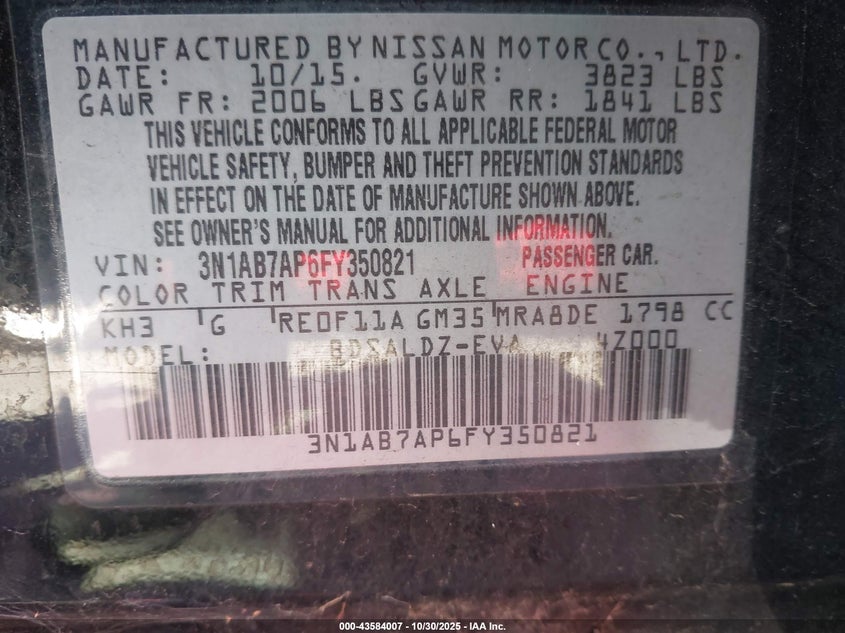 MANUFACTURED BY NISSAN MOTOR CO., LTD.
DATE: 10/15. GVWR: 3823 LBS
GAWR FR: 2006 LBS GAWR RR: 1841 LBS
THIS VEHICLE CONFORMS TO ALL APPLICABLE FEDERAL MOTOR
VEHICLE SAFETY, BUMPER AND THEFT PREVENTION STANDARDS
IN EFFECT ON THE DATE OF MANUFACTURE SHOWN ABOVE.
SEE OWNER'S MANUAL FOR ADDITIONAL INFORMATION.
VIN: 3N1AB7AP6FY350821 PASSENGER CAR.
COLOR TRIM TRANS AXLE ENGINE
KH3 G RE0F11A GM35 MRA8DE 1798 CC
MODEL: BDSALDZ-EVA 4Z000
3N1AB7AP6FY350821
000-43584007 - 10/30/2025 - IAA Inc.